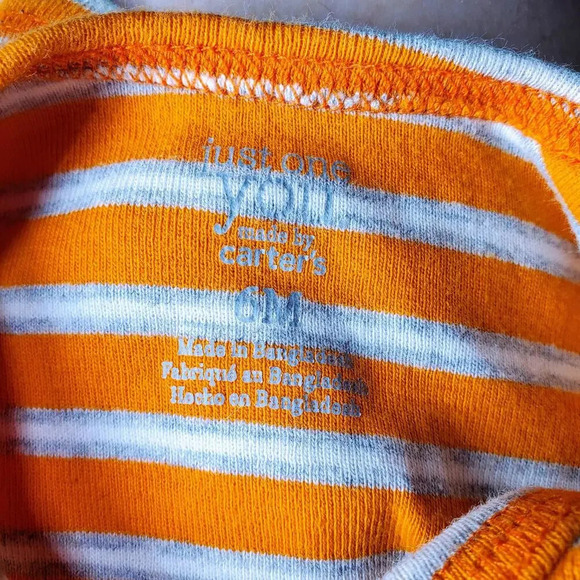 just one
you
made by
carter's
6M
Made in Bangladesh
Fabriqué au Bangladesh
Hecho en Bangladesh